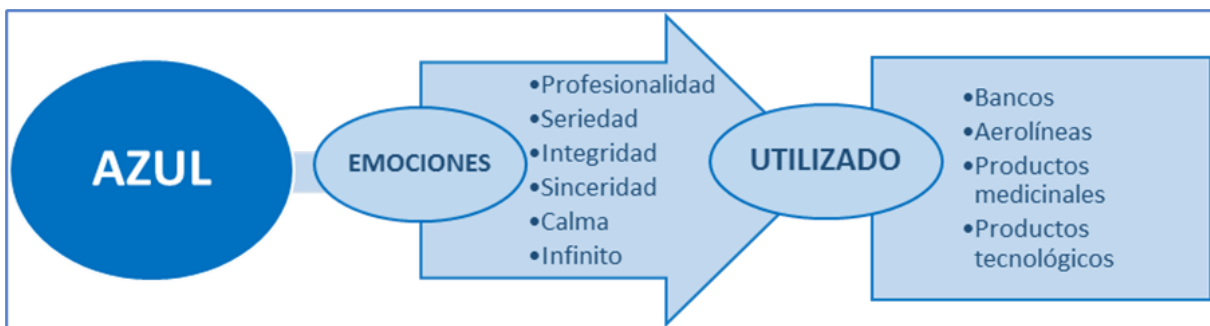 AZUL
EMOCIONES
•Profesionalidad
•Seriedad
•Integridad
•Sinceridad
•Calma
•Infinito
UTILIZADO
•Bancos
•Aerolíneas
•Productos
medicinales
•Productos
tecnológicos